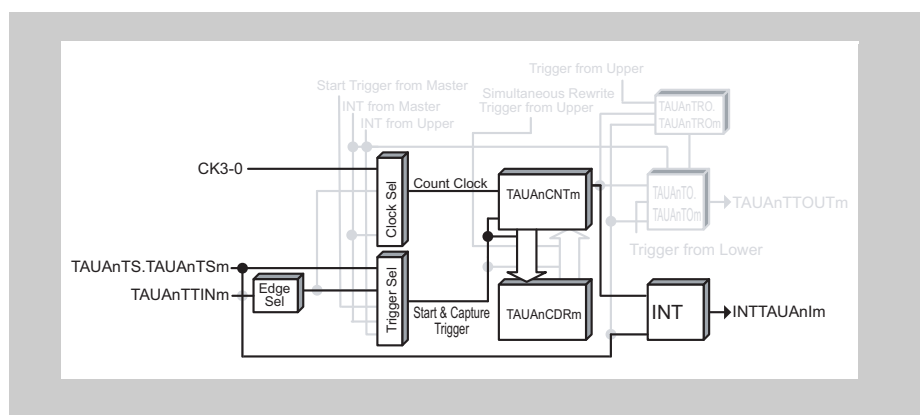 Trigger from Upper
Start Trigger from Master
Simultaneous Rewrite
Trigger from Upper
INT from Master
INT from Upper
TAUAnTRO.
TAUAnTROm
CK3-0
Clock Sel
Count Clock
TAUAnCNTm
TAUAnTO.
TAUAnTOm
TAUAnTTOUTm
Trigger from Lower
TAUAnTS.TAUAnTSm
TAUAnTTINm
Edge
Sel
Trigger Sel
Start & Capture
Trigger
TAUAnCDRm
INT
INTTAUAnIm